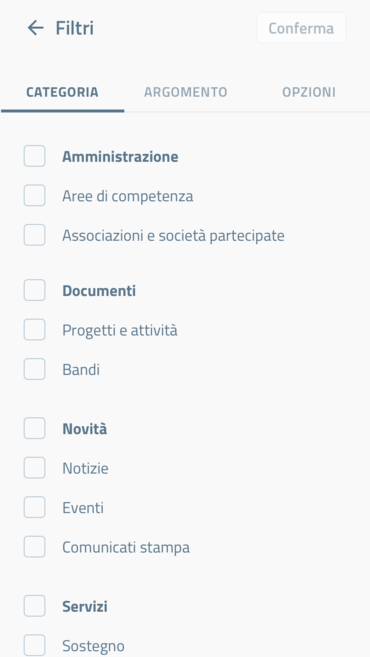 Filtri
Conferma
CATEGORIA
ARGOMENTO
OPZIONI
Amministrazione
Aree di competenza
Associazioni e società partecipate
Documenti
Progetti e attività
Bandi
Novità
Notizie
Eventi
Comunicati stampa
Servizi
Sostegno